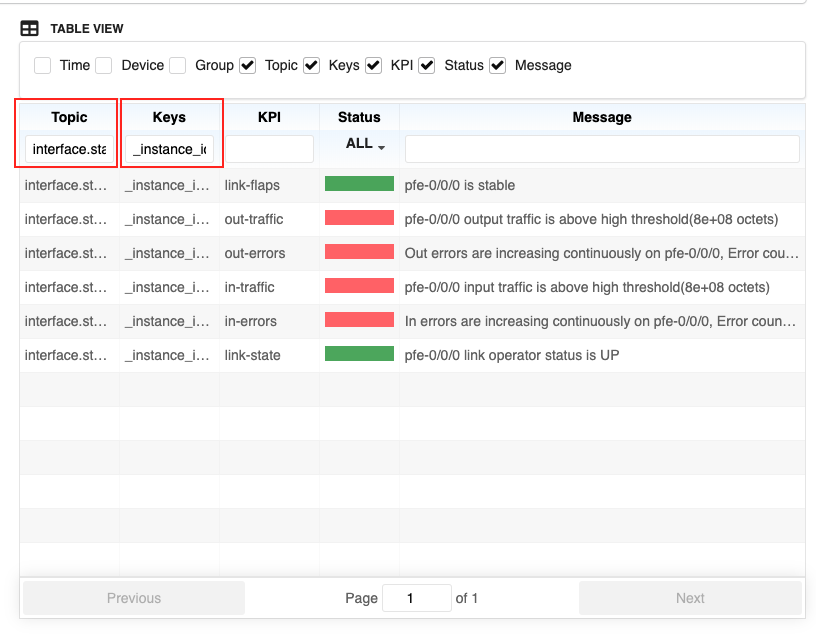 TABLE VIEW
Time Device Group Topic Keys KPI Status Message
Topic Keys KPI Status Message
interface.sta _instance_ic ALL
interface.st... _instance_i... link-flaps pfe-0/0/0 is stable
interface.st... _instance_i... out-traffic pfe-0/0/0 output traffic is above high threshold(8e+08 octets)
interface.st... _instance_i... out-errors Out errors are increasing continuously on pfe-0/0/0, Error cou...
interface.st... _instance_i... in-traffic pfe-0/0/0 input traffic is above high threshold(8e+08 octets)
interface.st... _instance_i... in-errors In errors are increasing continuously on pfe-0/0/0, Error coun...
interface.st... _instance_i... link-state pfe-0/0/0 link operator status is UP
Previous Page 1 of 1 Next